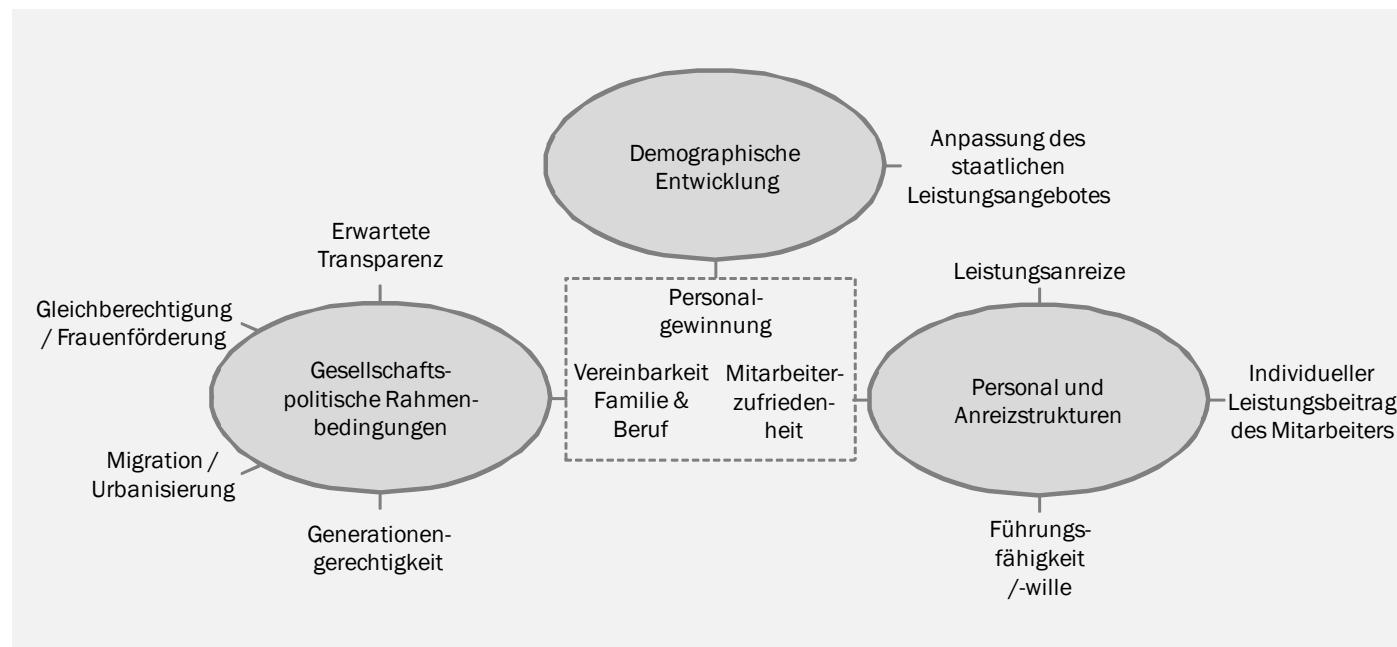 Demographische
Entwicklung
Anpassung des
staatlichen
Leistungsangebotes
Erwartete
Transparenz
Gleichberechtigung
/ Frauenförderung
Gesellschafts-
politische Rahmen-
bedingungen
Migration /
Urbanisierung
Generationen-
gerechtigkeit
Personal-
gewinnung
Vereinbarkeit
Familie &
Beruf
Mitarbeiter-
zufrieden-
heit
Leistungsanreize
Personal und
Anreizstrukturen
Individueller
Leistungsbeitrag
des Mitarbeiters
Führungs-
fähigkeit
/-wille